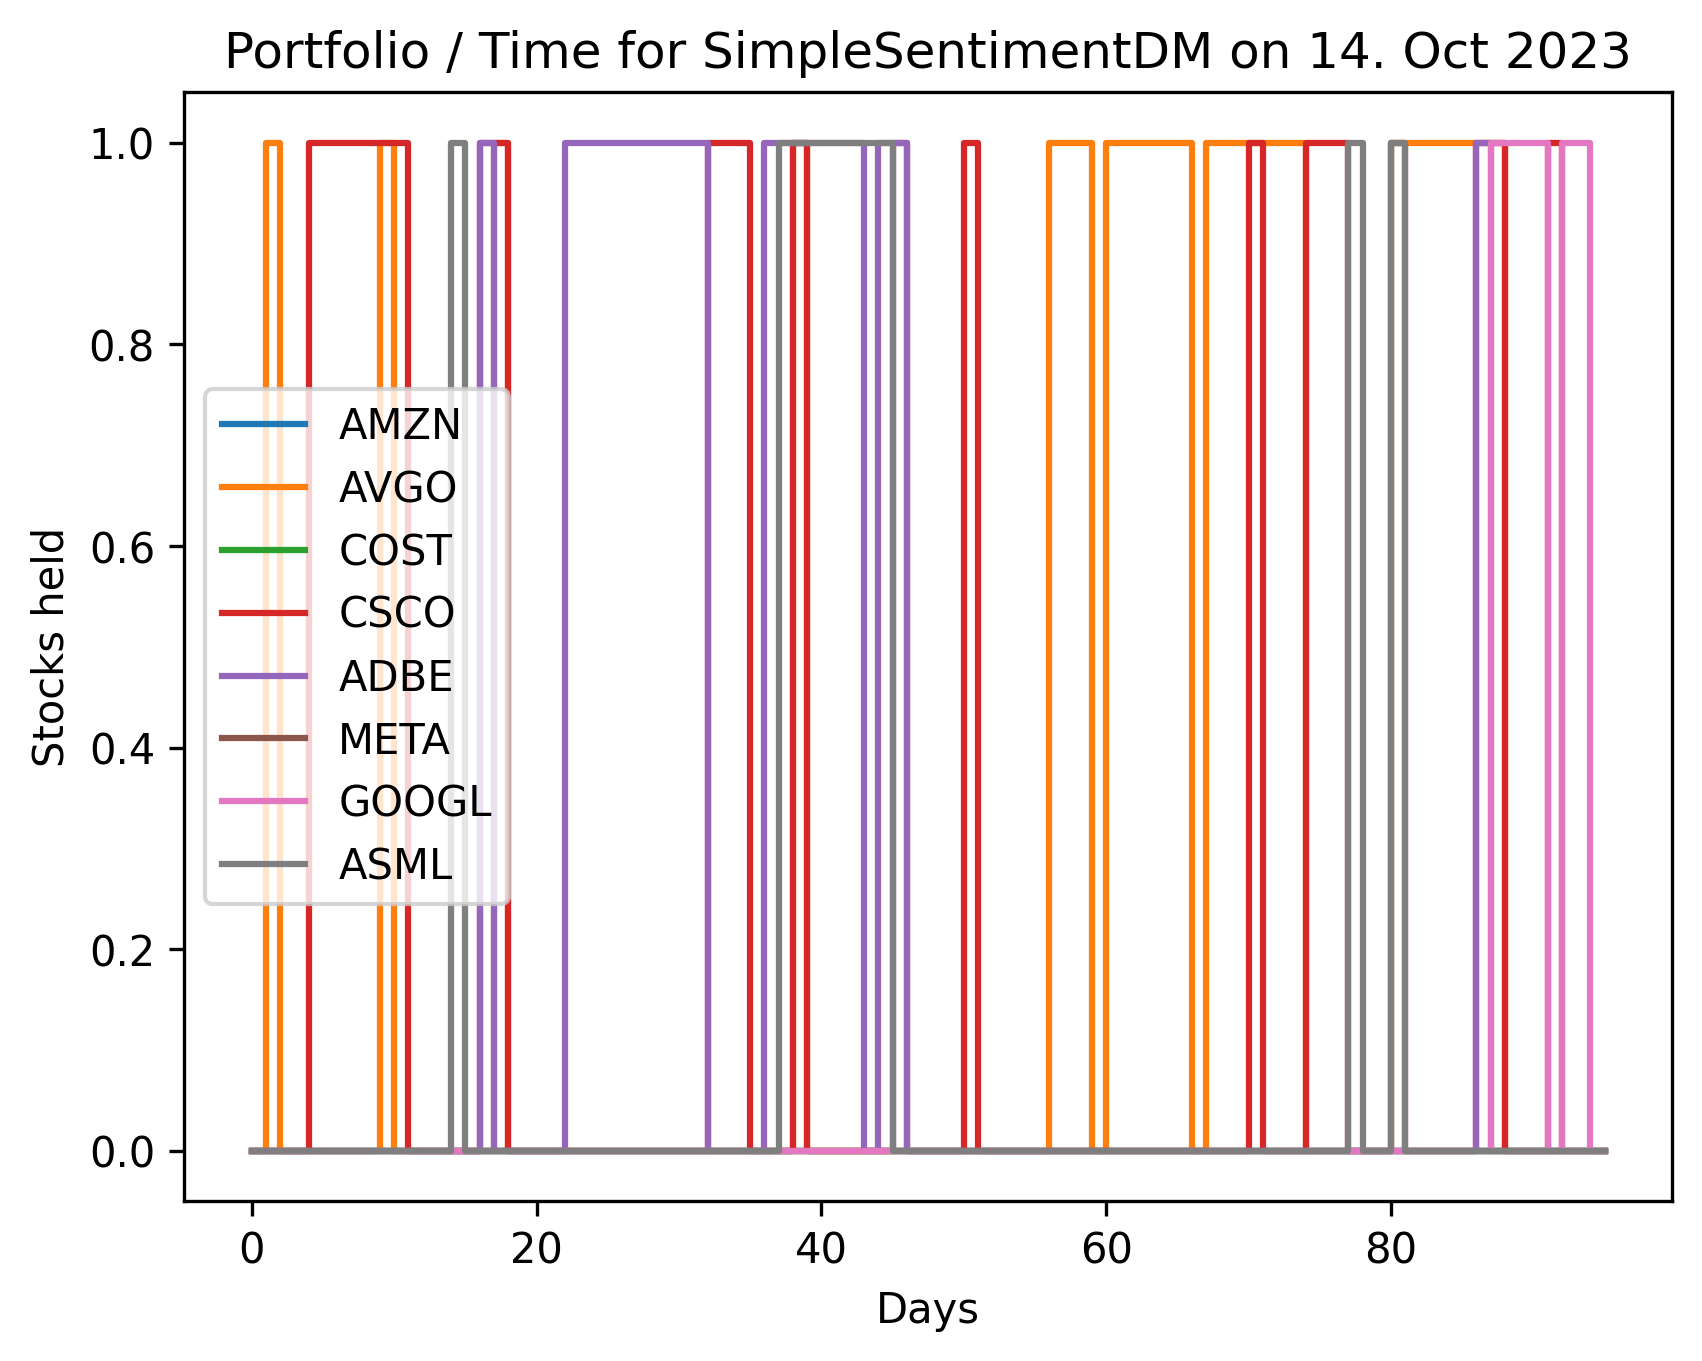 Portfolio / Time for SimpleSentimentDM on 14. Oct 2023
1.0
0.8
0.6
0.4
0.2
0.0
Stocks held
AMZN
AVGO
COST
CSCO
ADBE
META
GOOGL
ASML
0 20 40 60 80
Days